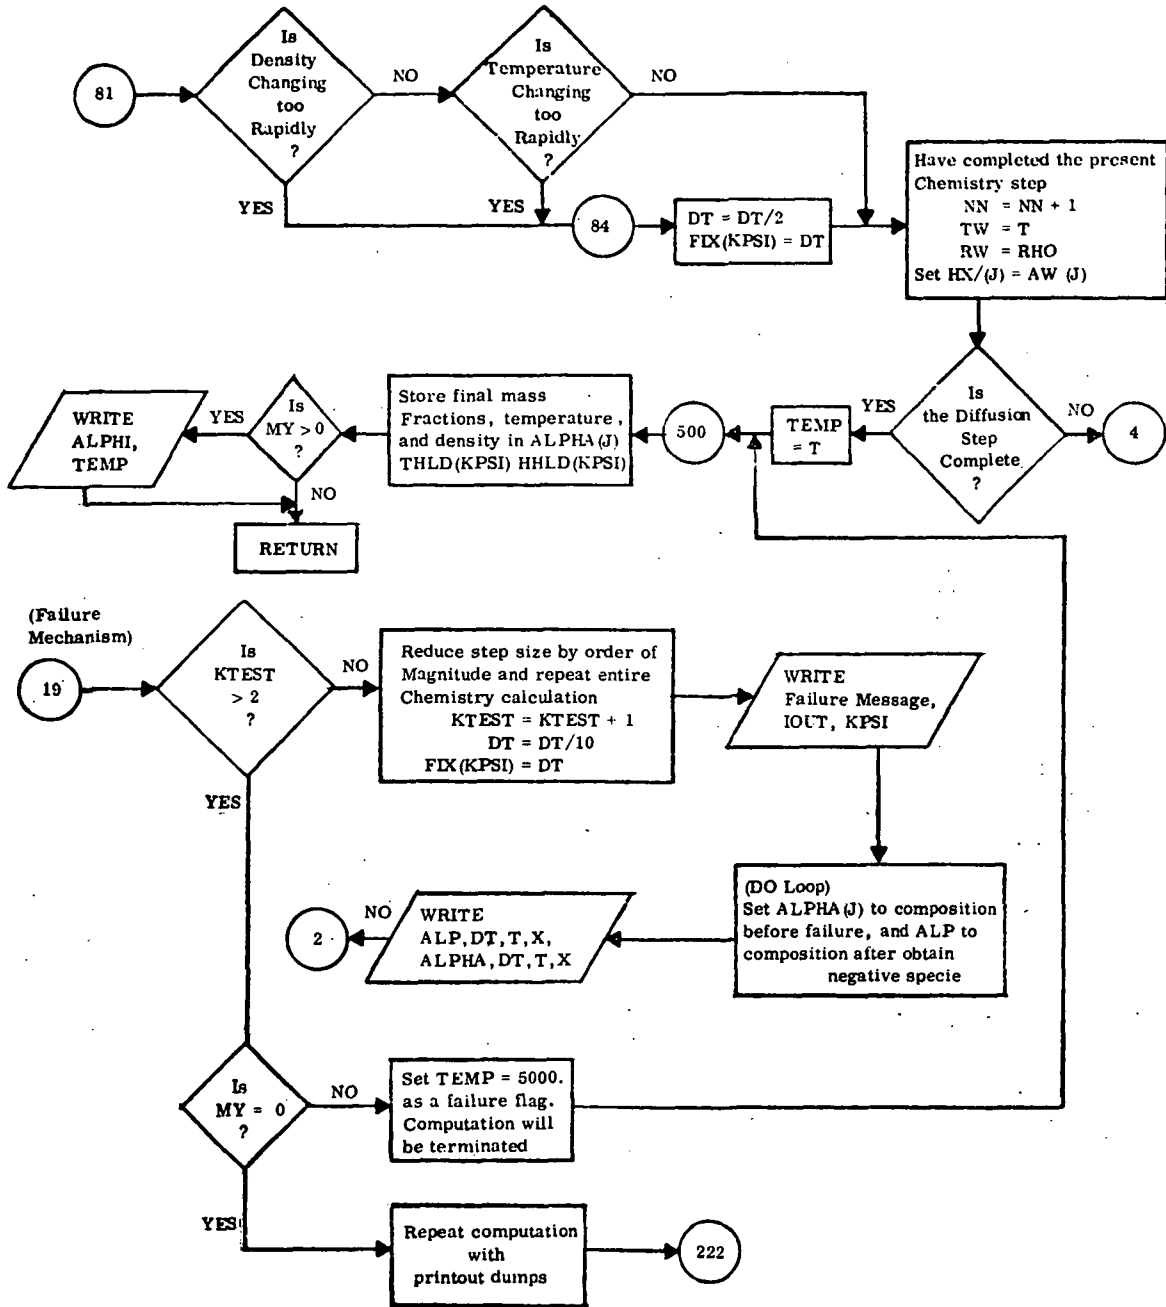 81
Is
Density
Changing
too
Rapidly
?
NO
YES
Is
Temperature
Changing
too
Rapidly
?
NO
YES
84
DT = DT/2
FIX(KPSI) = DT
Have completed the present
Chemistry step
NN = NN + 1
TW = T
RW = RHO
Set HX/(J) = AW (J)
Is
the Diffusion
Step
Complete
?
NO
4
YES
TEMP
= T
500
Store final mass
Fractions, temperature,
and density in ALPHA(J)
THLD(KPSI) HHLD(KPSI)
Is
MY > 0
?
YES
WRITE
ALPHI,
TEMP
NO
RETURN
(Failure
Mechanism)
19
Is
KTEST
> 2
?
NO
YES
Reduce step size by order of
Magnitude and repeat entire
Chemistry calculation
KTEST = KTEST + 1
DT = DT/10
FIX(KPSI) = DT
WRITE
Failure Message,
IOUT, KPSI
(DO Loop)
Set ALPHA(J) to composition
before failure, and ALP to
composition after obtain
negative specie
WRITE
ALP, DT, T, X,
ALPHA, DT, T, X
NO
2
Is
MY = 0
?
NO
Set TEMP = 5000.
as a failure flag.
Computation will
be terminated
YES
Repeat computation
with
printout dumps
222